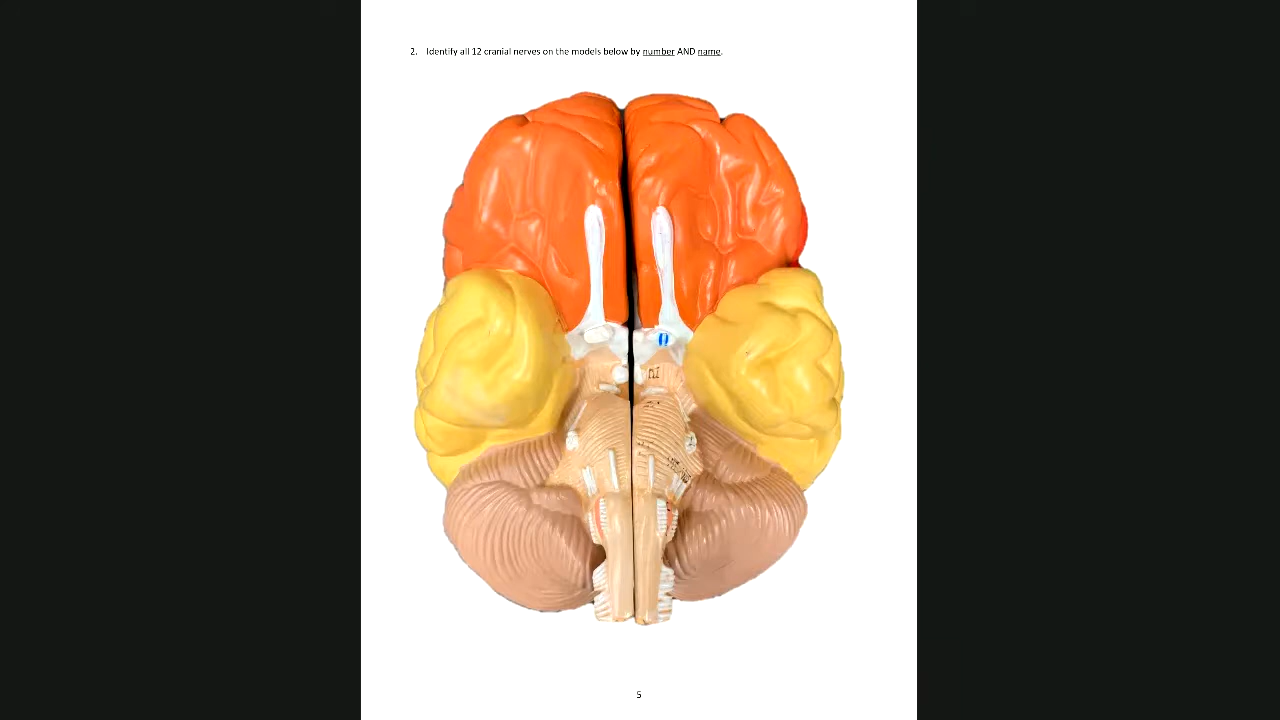 2. Identify all 12 cranial nerves on the models below by number AND name.
5